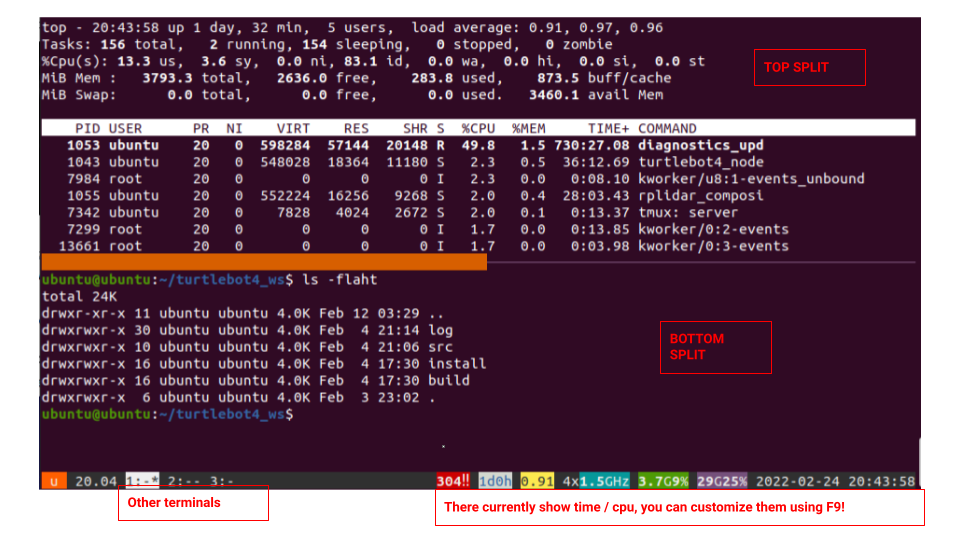 top - 20:43:58 up 1 day, 32 min,  5 users,  load average: 0.91, 0.97, 0.96
Tasks: 156 total,   2 running, 154 sleeping,   0 stopped,   0 zombie
%Cpu(s): 13.3 us,  3.6 sy,  0.0 ni, 83.1 id,  0.0 wa,  0.0 hi,  0.0 si,  0.0 st
MiB Mem :   3793.3 total,   2636.0 free,    283.8 used,    873.5 buff/cache
MiB Swap:      0.0 total,      0.0 free,      0.0 used.   3460.1 avail Mem
TOP SPLIT
PID USER      PR  NI    VIRT    RES    SHR S  %CPU  %MEM     TIME+ COMMAND
1053 ubuntu    20   0  598284  57144  20148 R  49.8   1.5 730:27.08 diagnostics_upd
1043 ubuntu    20   0  548028  18364  11180 S   2.3   0.5  36:12.69 turtlebot4_node
7984 root      20   0       0      0      0 I   2.3   0.0   0:08.10 kworker/u8:1-events_unbound
1055 ubuntu    20   0  552224  16256   9268 S   2.0   0.4  28:03.43 rplidar_composi
7342 ubuntu    20   0    7828   4024   2672 S   2.0   0.1   0:13.37 tmux: server
7299 root      20   0       0      0      0 I   1.7   0.0   0:13.85 kworker/0:2-events
13661 root      20   0       0      0      0 I   1.7   0.0   0:03.98 kworker/0:3-events
ubuntu@ubuntu:~/turtlebot4_ws$ ls -flaht
total 24K
drwxr-xr-x 11 ubuntu ubuntu 4.0K Feb 12 03:29 ..
drwxrwxr-x 30 ubuntu ubuntu 4.0K Feb  4 21:14 log
drwxrwxr-x 10 ubuntu ubuntu 4.0K Feb  4 21:06 src
drwxrwxr-x 16 ubuntu ubuntu 4.0K Feb  4 17:30 install
drwxrwxr-x 16 ubuntu ubuntu 4.0K Feb  4 17:30 build
drwxrwxr-x  6 ubuntu ubuntu 4.0K Feb  3 23:02 .
ubuntu@ubuntu:~/turtlebot4_ws$
BOTTOM
SPLIT
u 20.04 1:-* 2:-- 3:- 304!! 1d0h 0.91 4x1.5GHz 3.7G9% 29G25% 2022-02-24 20:43:58
Other terminals
There currently show time / cpu, you can customize them using F9!